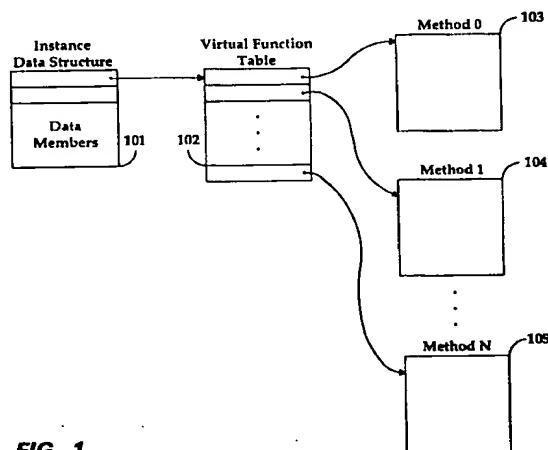 Instance
Data Structure
Data
Members
101
Virtual Function
Table
102
Method 0
103
Method 1
104
Method N
105
FIG. 1